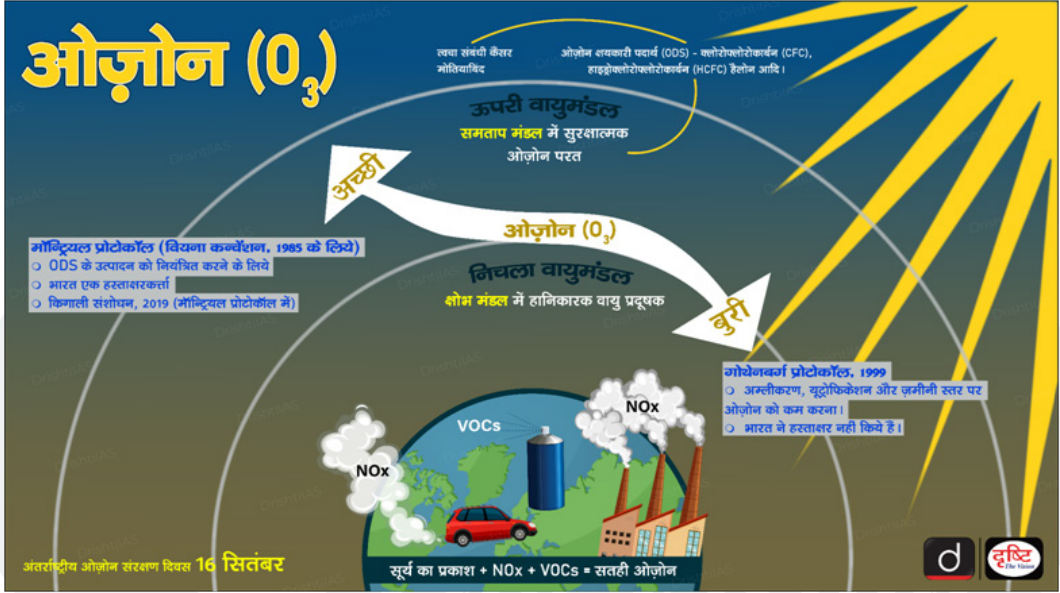 ओज़ोन (O₃)
त्वचा संबंधी कैंसर
मोतियाबिंद
ओज़ोन क्षयकारी पदार्थ (ODS) - क्लोरोफ्लोरोकार्बन (CFC),
हाइड्रोक्लोरोफ्लोरोकार्बन (HCFC) हैलोन आदि।
ऊपरी वायुमंडल
समताप मंडल में सुरक्षात्मक
ओज़ोन परत
अच्छी
ओज़ोन (O₃)
बुरी
मॉन्ट्रियल प्रोटोकॉल (वियना कन्वेंशन, 1985 के लिये)
○ ODS के उत्पादन को नियंत्रित करने के लिये
○ भारत एक हस्ताक्षरकर्त्ता
○ किगाली संशोधन, 2019 (मॉन्ट्रियल प्रोटोकॉल में)
निचला वायुमंडल
क्षोभ मंडल में हानिकारक वायु प्रदूषक
गोथेनबर्ग प्रोटोकॉल, 1999
○ अम्लीकरण, यूट्रोफिकेशन और ज़मीनी स्तर पर
ओज़ोन को कम करना।
○ भारत ने हस्ताक्षर नही किये हैं।
NOx
VOCs
NOx
सूर्य का प्रकाश + NOx + VOCs = सतही ओज़ोन
अंतर्राष्ट्रीय ओज़ोन संरक्षण दिवस 16 सितंबर
d
दृष्टि
The Vision
DrishtiIAS